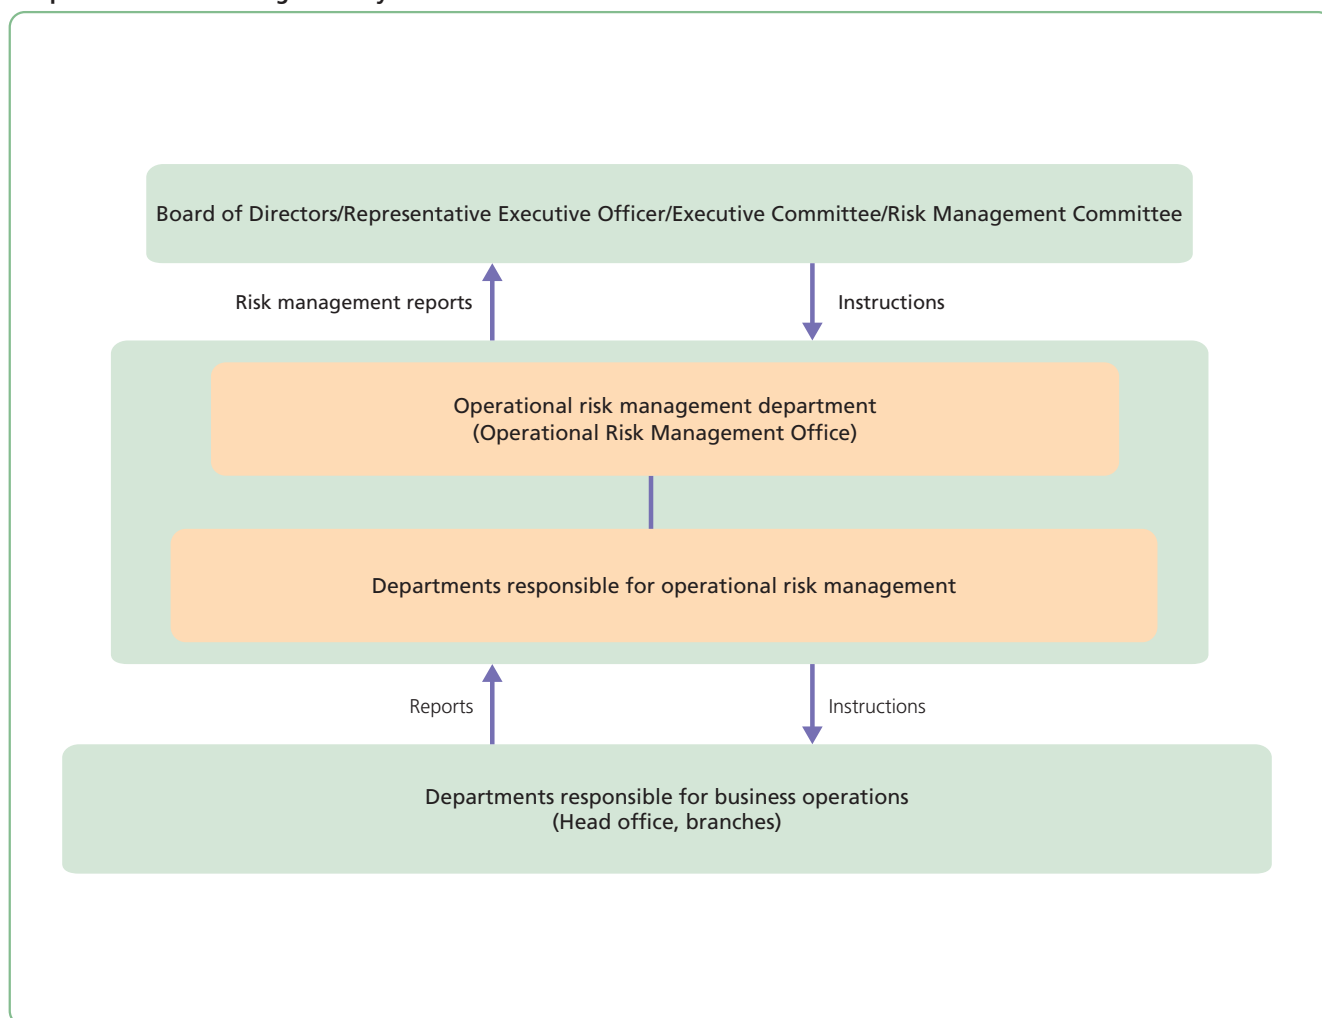 Board of Directors/Representative Executive Officer/Executive Committee/Risk Management Committee
Risk management reports
Instructions
Operational risk management department
(Operational Risk Management Office)
Departments responsible for operational risk management
Reports
Instructions
Departments responsible for business operations
(Head office, branches)